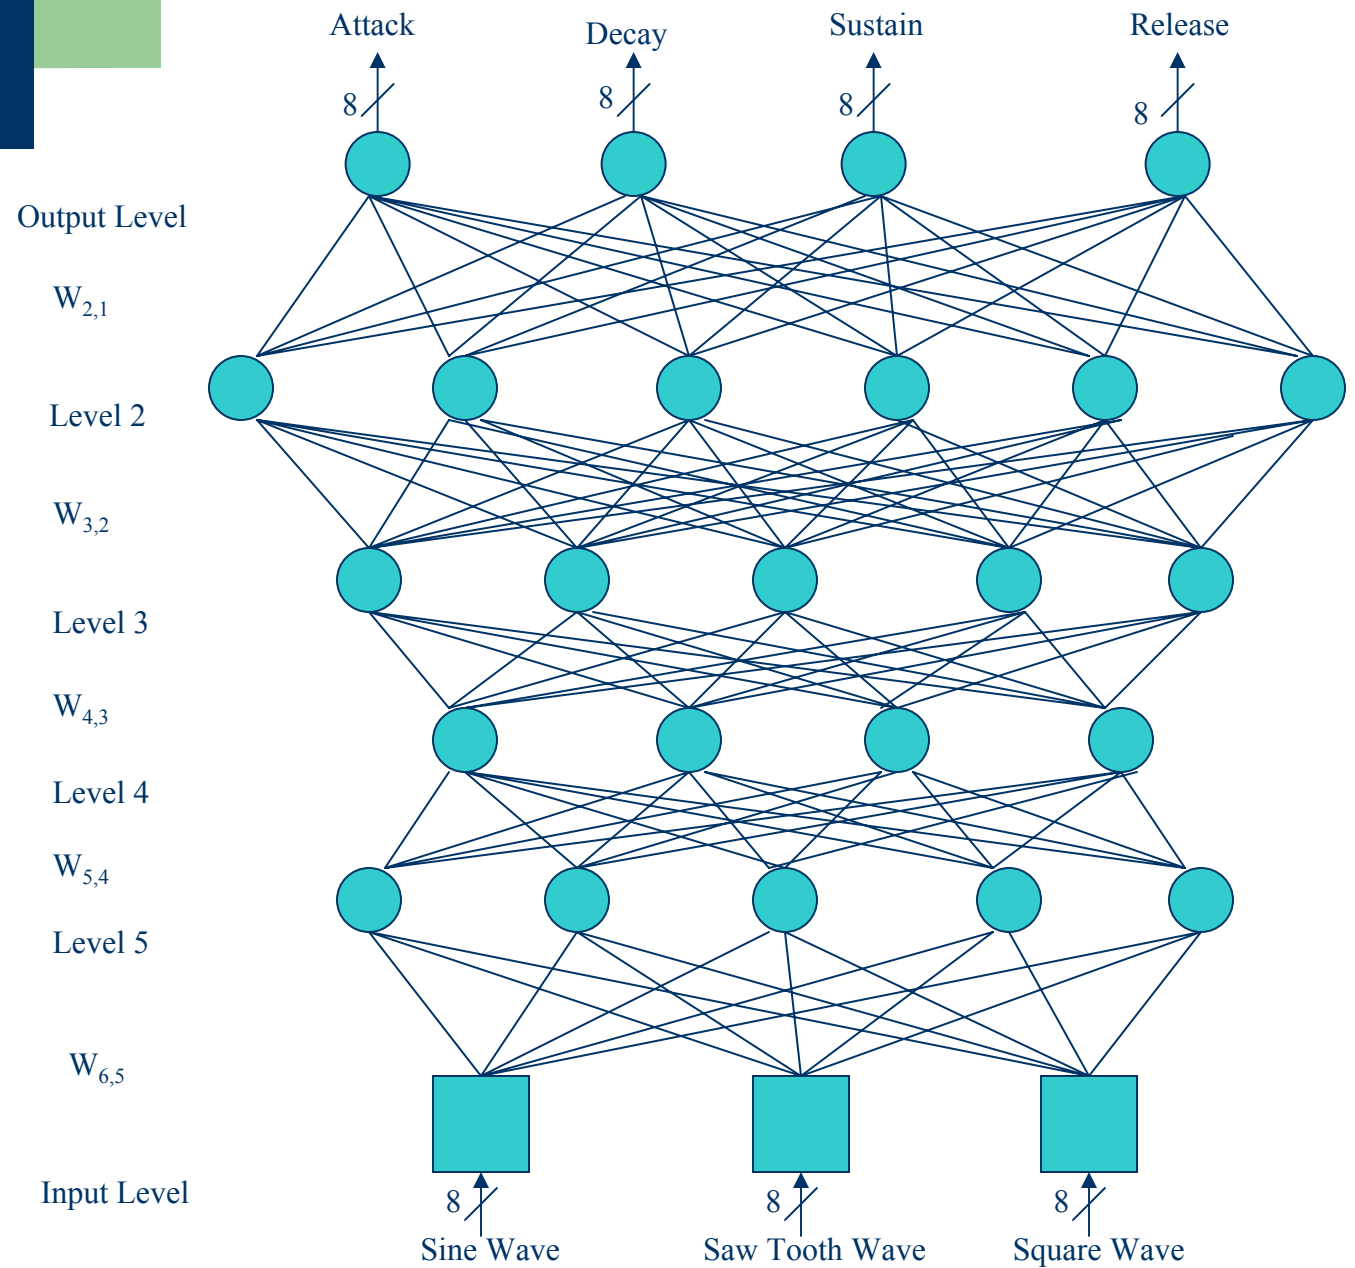 Attack Decay Sustain Release
8 8 8 8
Output Level
W2,1
Level 2
W3,2
Level 3
W4,3
Level 4
W5,4
Level 5
W6,5
Input Level
8 8 8
Sine Wave Saw Tooth Wave Square Wave